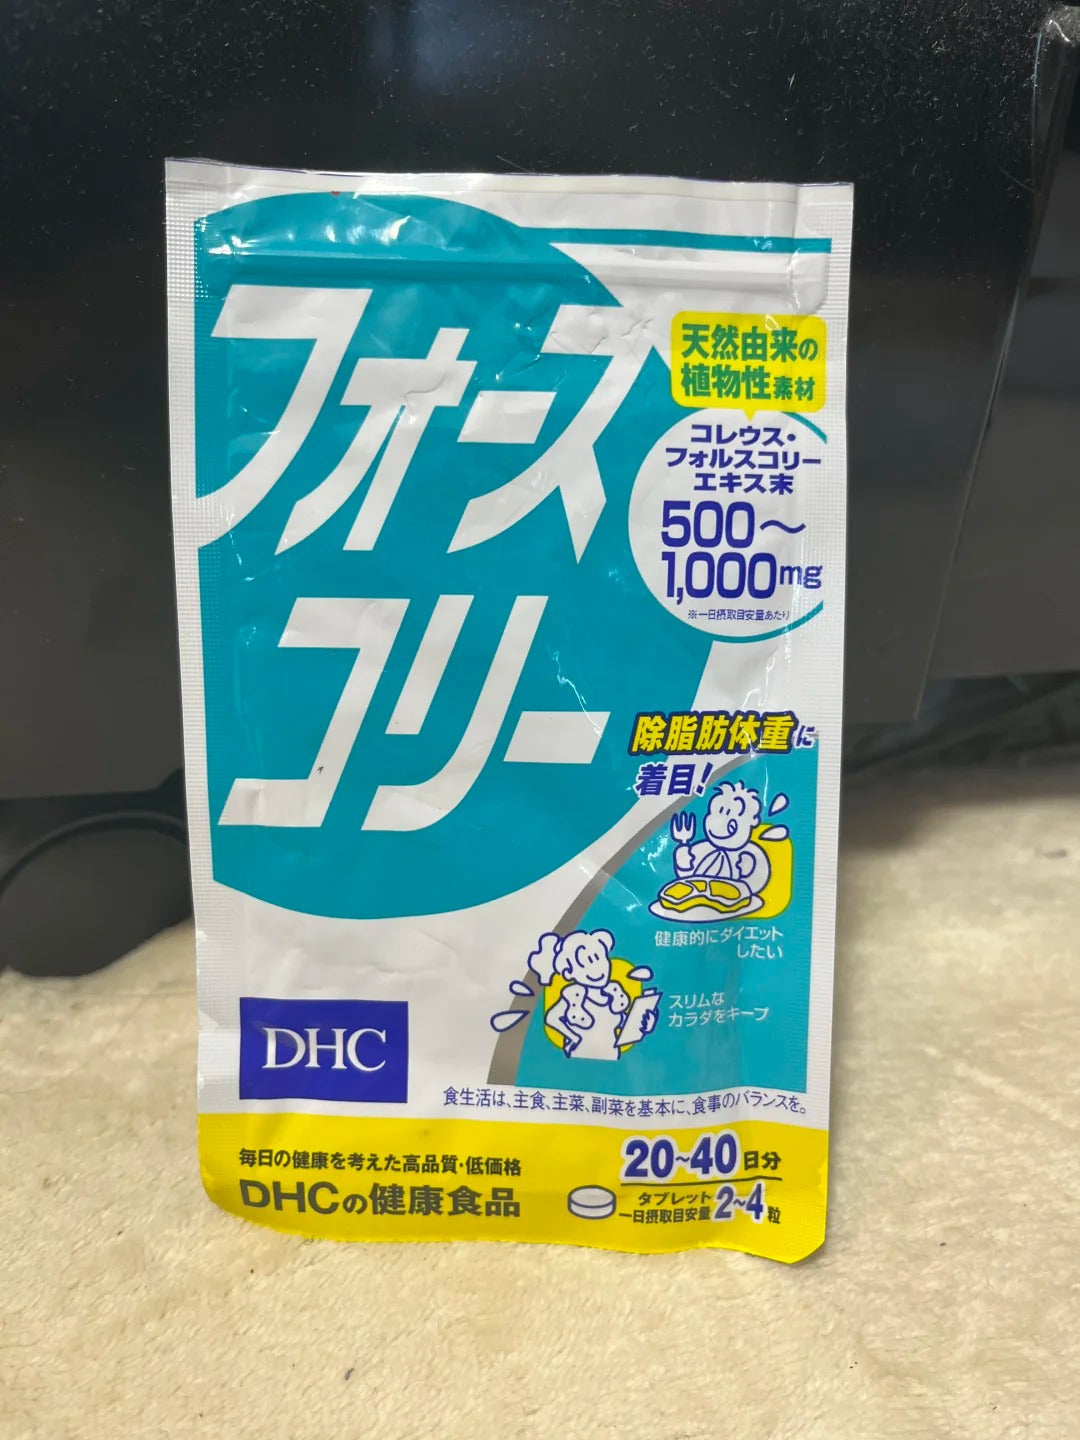 フォース
コリー
天然由来の
植物性素材
コレウス・
フォルスコリー
エキス末
500〜
1,000mg
※一日摂取目安量あたり
除脂肪体重に
着目!
健康的にダイエット
したい
スリムな
カラダをキープ
DHC
食生活は、主食、主菜、副菜を基本に、食事のバランスを。
毎日の健康を考えた高品質・低価格
DHCの健康食品
20~40日分
タブレット
一日摂取目安量 2~4粒